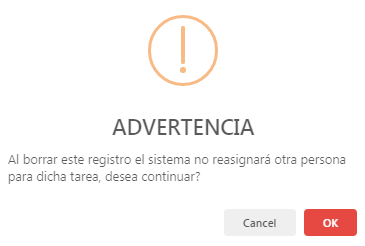 ADVERTENCIA
Al borrar este registro el sistema no reasignará otra persona
para dicha tarea, desea continuar?
Cancel
OK